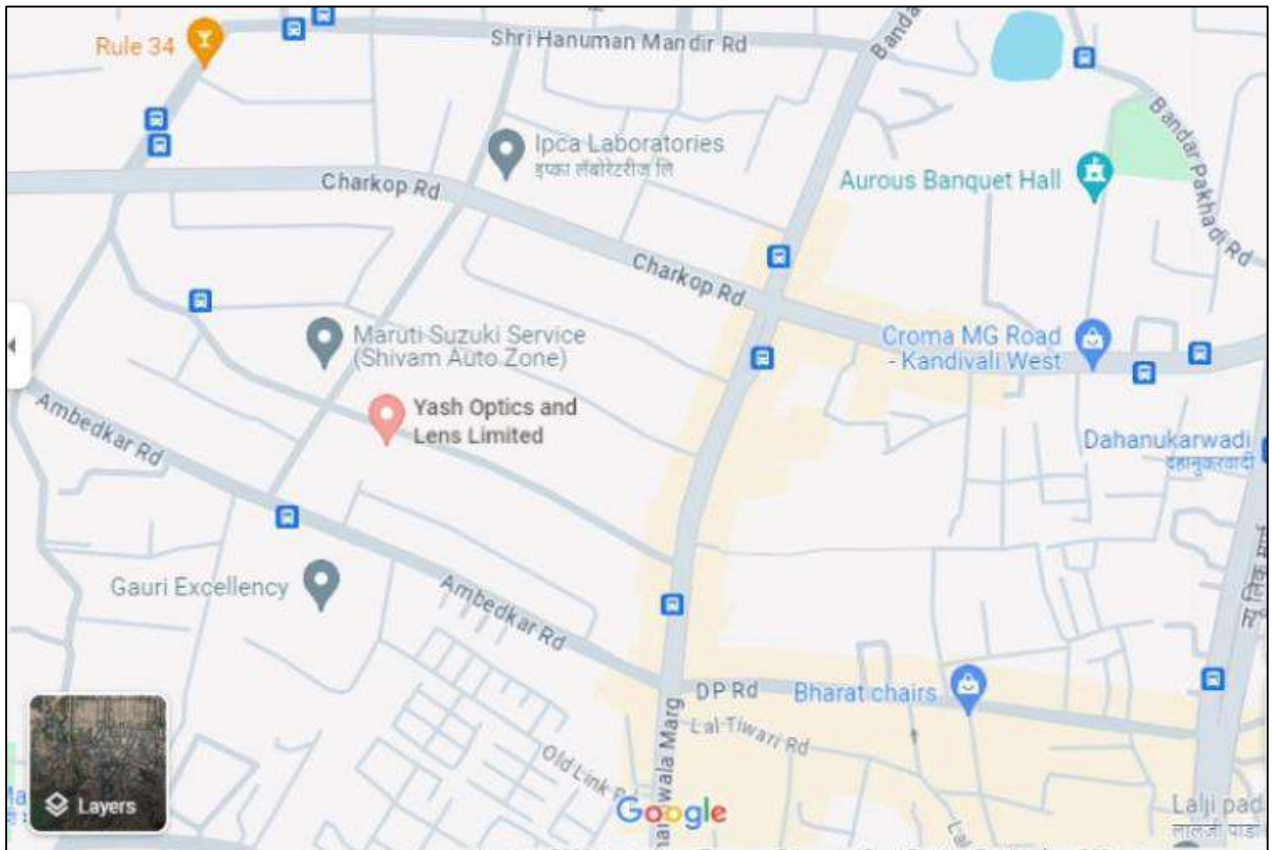 Rule 34
Shri Hanuman Mandir Rd
Banda
Bandar Pakhadi Rd
Ipca Laboratories
इप्का लॅबोरेटरीज लि
Aurous Banquet Hall
Charkop Rd
Charkop Rd
Maruti Suzuki Service
(Shivam Auto Zone)
Croma MG Road
- Kandivali West
Yash Optics and
Lens Limited
Ambedkar Rd
Dahanukarwadi
दहानुकरवाडी
Gauri Excellency
Ambedkar Rd
DP Rd
Bharat chairs
Lal Tiwari Rd
wala Marg
Old Link
Layers
Google
Lalji pad
लालजी पाडा